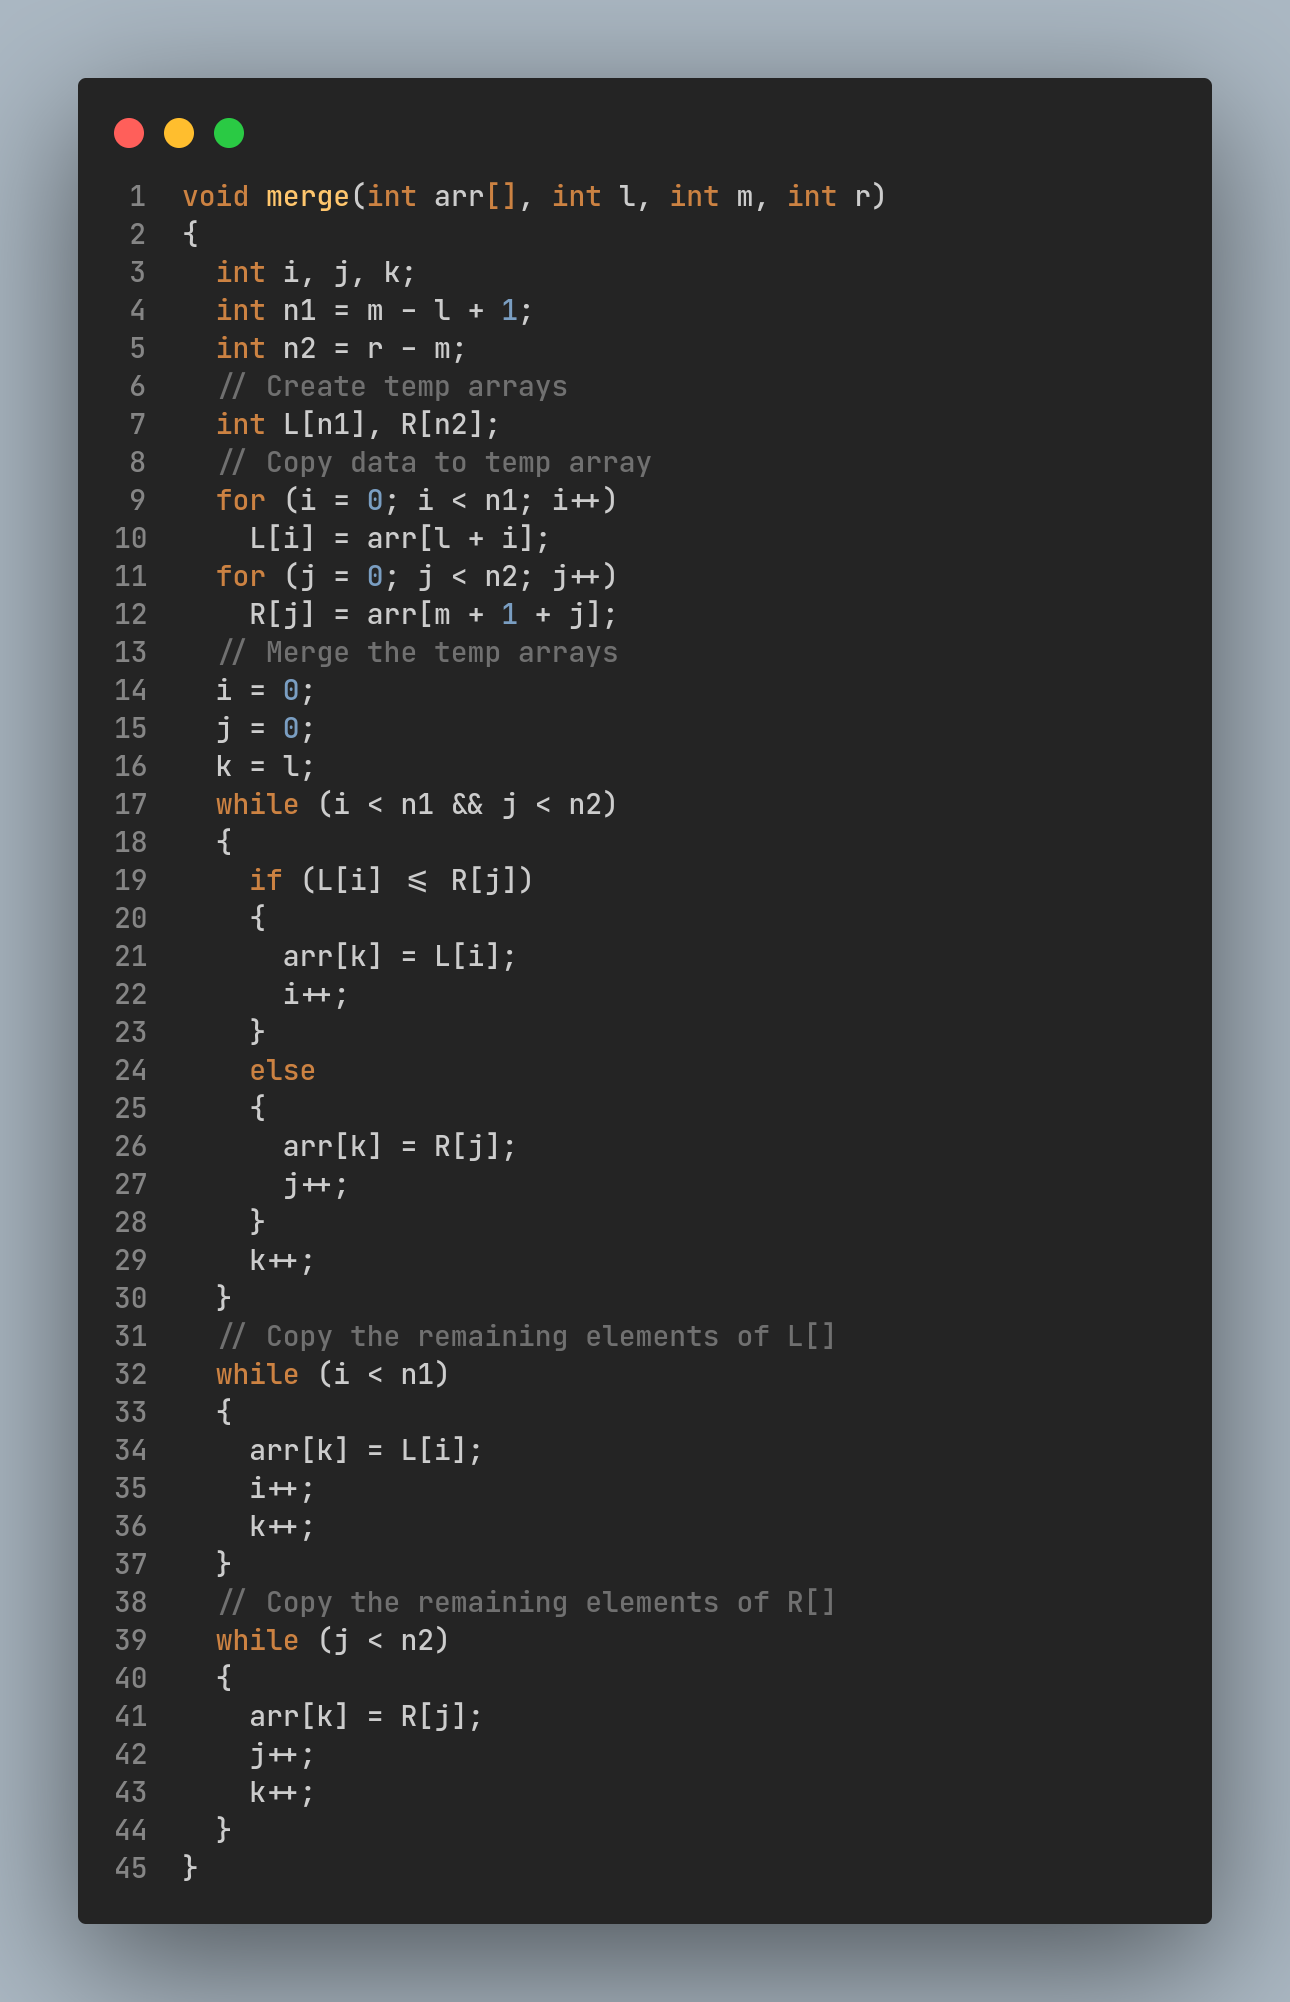 1 void merge(int arr[], int l, int m, int r)
2 {
3   int i, j, k;
4   int n1 = m - l + 1;
5   int n2 = r - m;
6   // Create temp arrays
7   int L[n1], R[n2];
8   // Copy data to temp array
9   for (i = 0; i < n1; i++)
10     L[i] = arr[l + i];
11   for (j = 0; j < n2; j++)
12     R[j] = arr[m + 1 + j];
13   // Merge the temp arrays
14   i = 0;
15   j = 0;
16   k = l;
17   while (i < n1 && j < n2)
18   {
19     if (L[i] <= R[j])
20     {
21       arr[k] = L[i];
22       i++;
23     }
24     else
25     {
26       arr[k] = R[j];
27       j++;
28     }
29     k++;
30   }
31   // Copy the remaining elements of L[]
32   while (i < n1)
33   {
34     arr[k] = L[i];
35     i++;
36     k++;
37   }
38   // Copy the remaining elements of R[]
39   while (j < n2)
40   {
41     arr[k] = R[j];
42     j++;
43     k++;
44   }
45 }